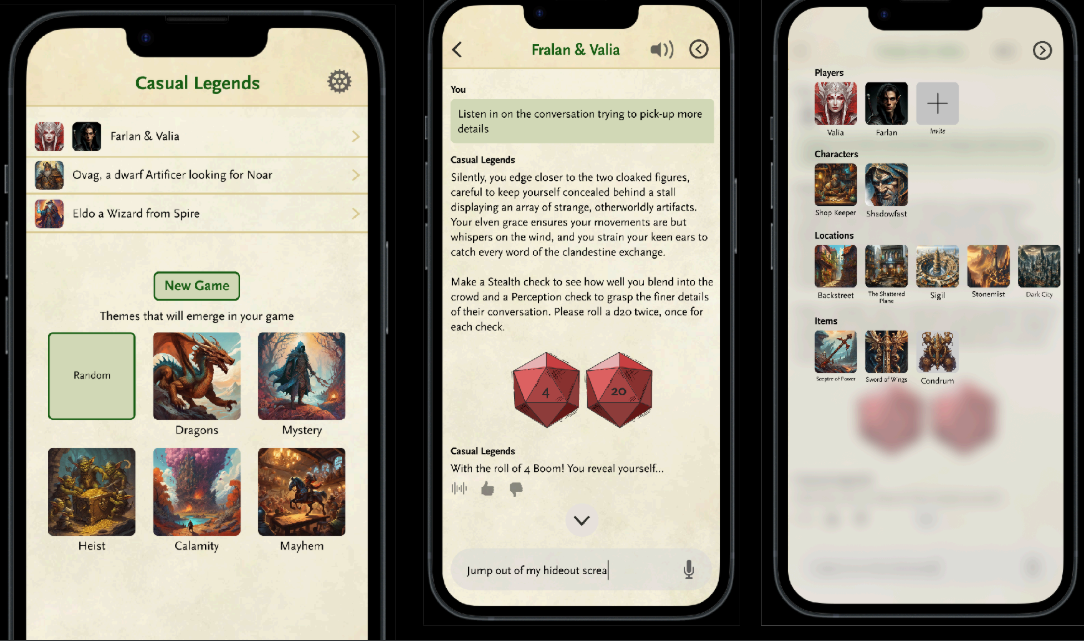 Casual Legends
Farlan & Valia
Ovag, a dwarf Artificer looking for Noar
Eldo a Wizard from Spire
New Game
Themes that will emerge in your game
Random
Dragons
Mystery
Heist
Calamity
Mayhem
Fralan & Valia
You
Listen in on the conversation trying to pick-up more
details
Casual Legends
Silently, you edge closer to the two cloaked figures,
careful to keep yourself concealed behind a stall
displaying an array of strange, otherworldly artifacts.
Your elven grace ensures your movements are but
whispers on the wind, and you strain your keen ears to
catch every word of the clandestine exchange.
Make a Stealth check to see how well you blend into the
crowd and a Perception check to grasp the finer details
of their conversation. Please roll a d20 twice, once for
each check.
4
20
Casual Legends
With the roll of 4 Boom! You reveal yourself...
Jump out of my hideout screa
Players
Valia
Farlan
Invite
Characters
Shop Keeper
Shadowfast
Locations
Backstreet
The Shattered
Plane
Sigil
Stonemist
Dark City
Items
Scepter of Power
Sword of Wings
Condrum